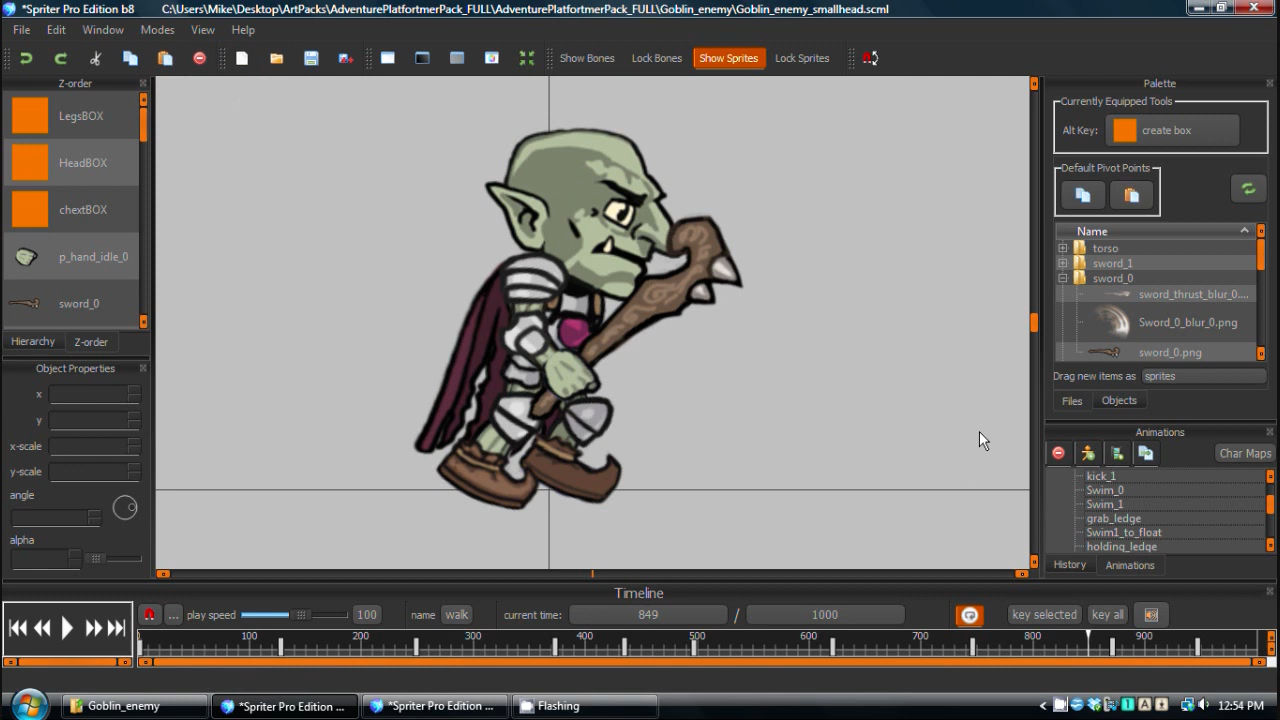 *Spriter Pro Edition b8
C:\Users\Mike\Desktop\ArtPacks\AdventurePlatfortmerPack_FULL\AdventurePlatfortmerPack_FULL\Goblin_enemy\Goblin_enemy_smallhead.scml
File Edit Window Modes View Help
Show Bones Lock Bones Show Sprites Lock Sprites
Z-order
LegsBOX
HeadBOX
chextBOX
p_hand_idle_0
sword_0
Hierarchy Z-order
Object Properties
x
y
x-scale
y-scale
angle
alpha
Palette
Currently Equipped Tools
Alt Key: create box
Default Pivot Points
Name
torso
sword_1
sword_0
sword_thrust_blur_0....
Sword_0_blur_0.png
sword_0.png
Drag new items as sprites
Files Objects
Animations
Char Maps
kick_1
Swim_0
Swim_1
grab_ledge
Swim1_to_float
holding_ledge
History Animations
Timeline
... play speed 100 name walk current time: 849 / 1000 key selected key all
100 200 300 400 500 600 700 800 900
Goblin_enemy *Spriter Pro Edition ... *Spriter Pro Edition ... Flashing 12:54 PM